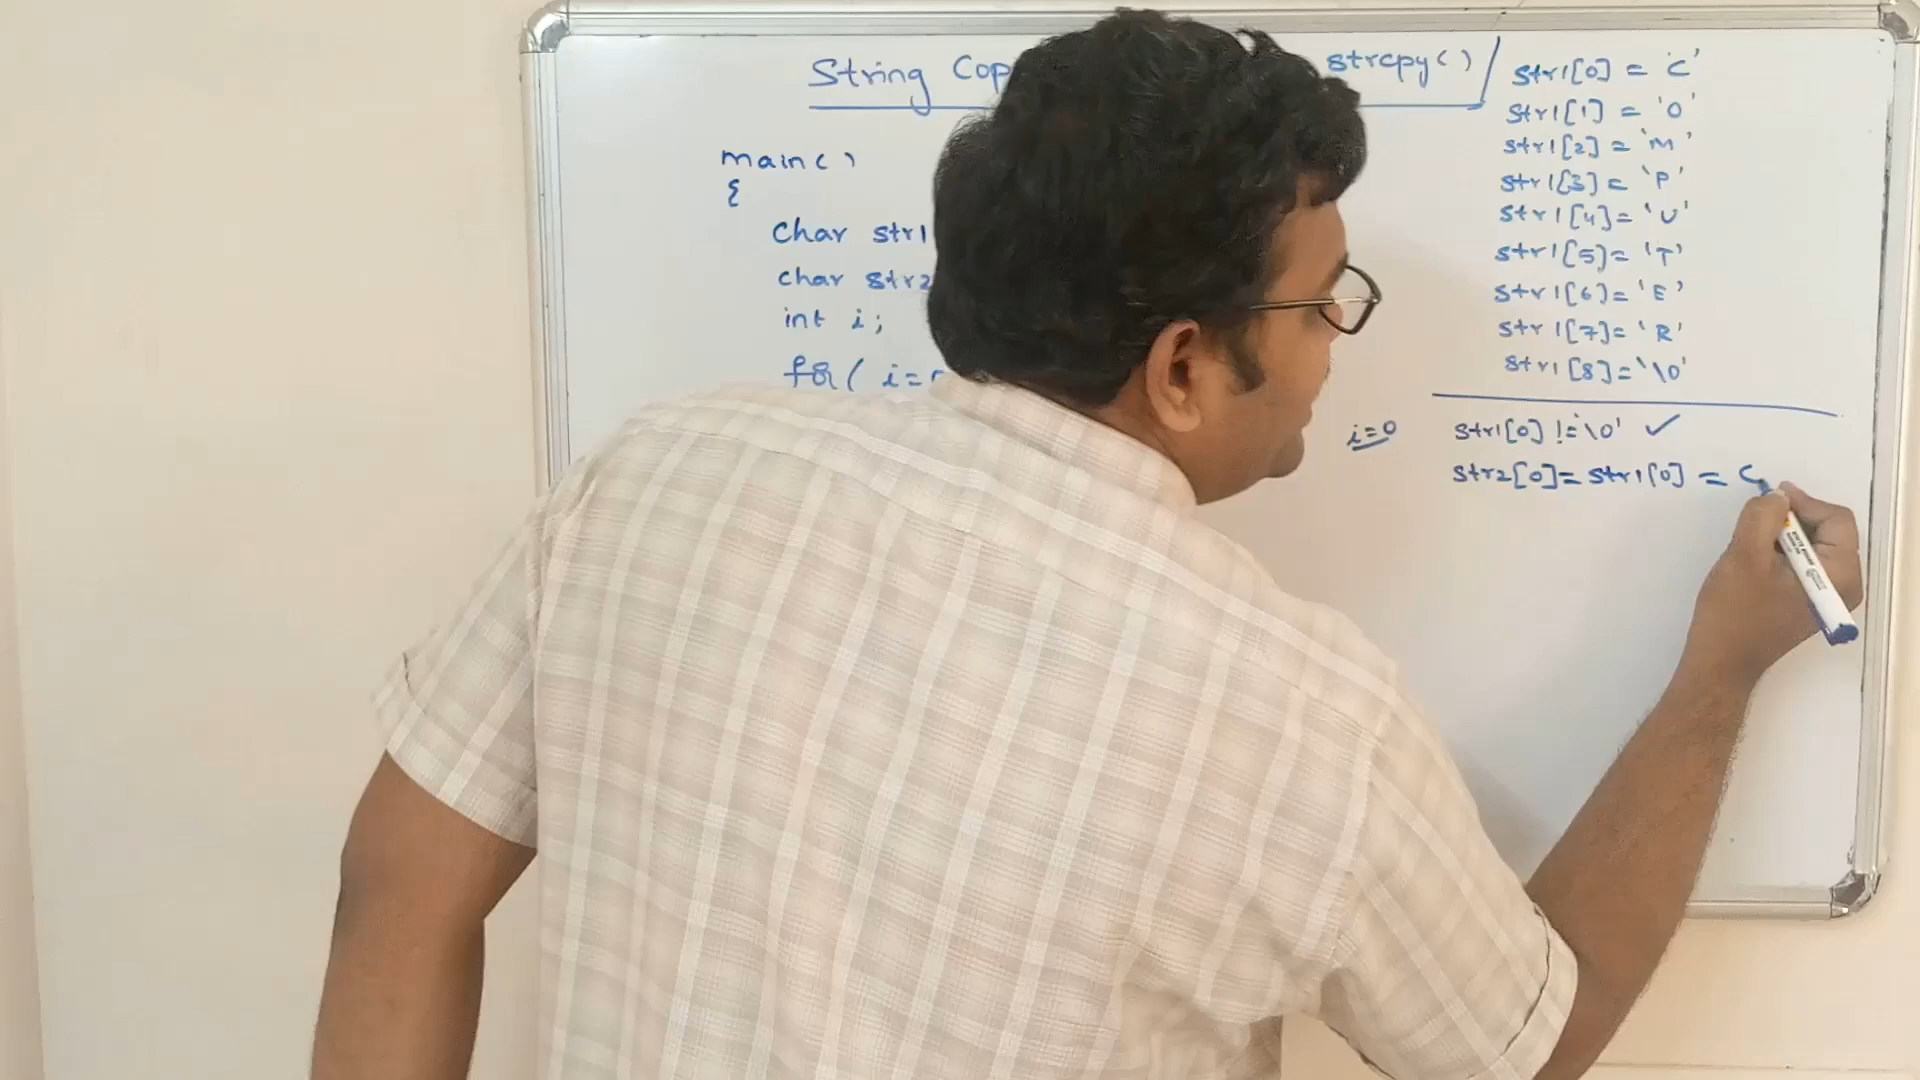 String Cop strcpy()
main()
{
char str1
char str2
int i;
for( i=0
str1[0] = 'C'
str1[1] = 'O'
str1[2] = 'M'
str1[3] = 'P'
str1[4] = 'U'
str1[5] = 'T'
str1[6] = 'E'
str1[7] = 'R'
str1[8] = '\0'
i=0 str1[0] != '\0' ✓
str2[0] = str1[0] = C